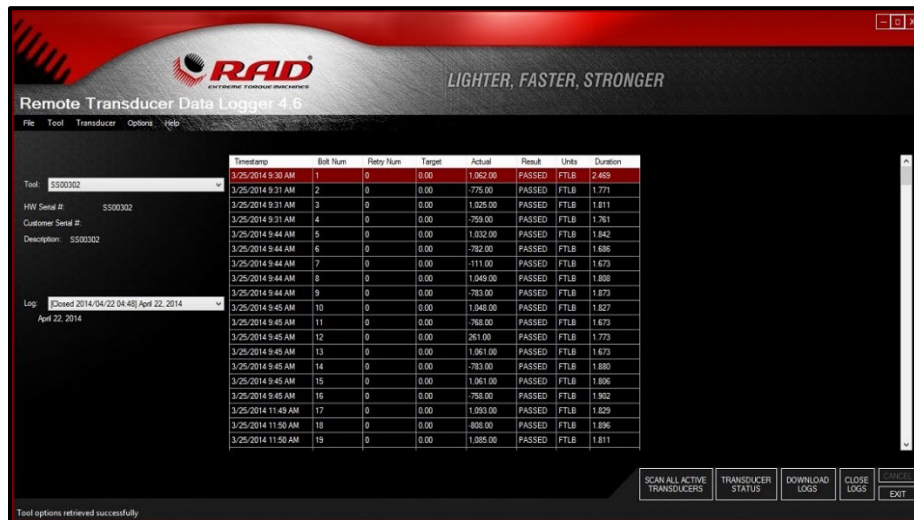 RAD
EXTREME TORQUE MACHINES
LIGHTER, FASTER, STRONGER
Remote Transducer Data Logger 4.6
File Tool Transducer Options Help
Timestamp Bolt Num Retry Num Target Actual Result Units Duration
3/25/2014 9:30 AM 1 0 0.00 1,062.00 PASSED FTLB 2.469
3/25/2014 9:31 AM 2 0 0.00 -775.00 PASSED FTLB 1.771
3/25/2014 9:31 AM 3 0 0.00 1,025.00 PASSED FTLB 1.811
3/25/2014 9:31 AM 4 0 0.00 -759.00 PASSED FTLB 1.761
3/25/2014 9:44 AM 5 0 0.00 1,032.00 PASSED FTLB 1.842
3/25/2014 9:44 AM 6 0 0.00 -782.00 PASSED FTLB 1.686
3/25/2014 9:44 AM 7 0 0.00 -111.00 PASSED FTLB 1.673
3/25/2014 9:44 AM 8 0 0.00 1,049.00 PASSED FTLB 1.808
3/25/2014 9:44 AM 9 0 0.00 -783.00 PASSED FTLB 1.873
3/25/2014 9:45 AM 10 0 0.00 1,048.00 PASSED FTLB 1.827
3/25/2014 9:45 AM 11 0 0.00 -768.00 PASSED FTLB 1.673
3/25/2014 9:45 AM 12 0 0.00 261.00 PASSED FTLB 1.773
3/25/2014 9:45 AM 13 0 0.00 1,061.00 PASSED FTLB 1.673
3/25/2014 9:45 AM 14 0 0.00 -783.00 PASSED FTLB 1.880
3/25/2014 9:45 AM 15 0 0.00 1,061.00 PASSED FTLB 1.806
3/25/2014 9:45 AM 16 0 0.00 -758.00 PASSED FTLB 1.902
3/25/2014 11:49 AM 17 0 0.00 1,093.00 PASSED FTLB 1.829
3/25/2014 11:50 AM 18 0 0.00 -808.00 PASSED FTLB 1.896
3/25/2014 11:50 AM 19 0 0.00 1,085.00 PASSED FTLB 1.811
Tool: SS00302
HW Serial #: SS00302
Customer Serial #:
Description: SS00302
Log: [Closed 2014/04/22 04:48] April 22, 2014
April 22, 2014
SCAN ALL ACTIVE
TRANSDUCERS
TRANSDUCER
STATUS
DOWNLOAD
LOGS
CLOSE
LOGS
CANCEL
EXIT
Tool options retrieved successfully